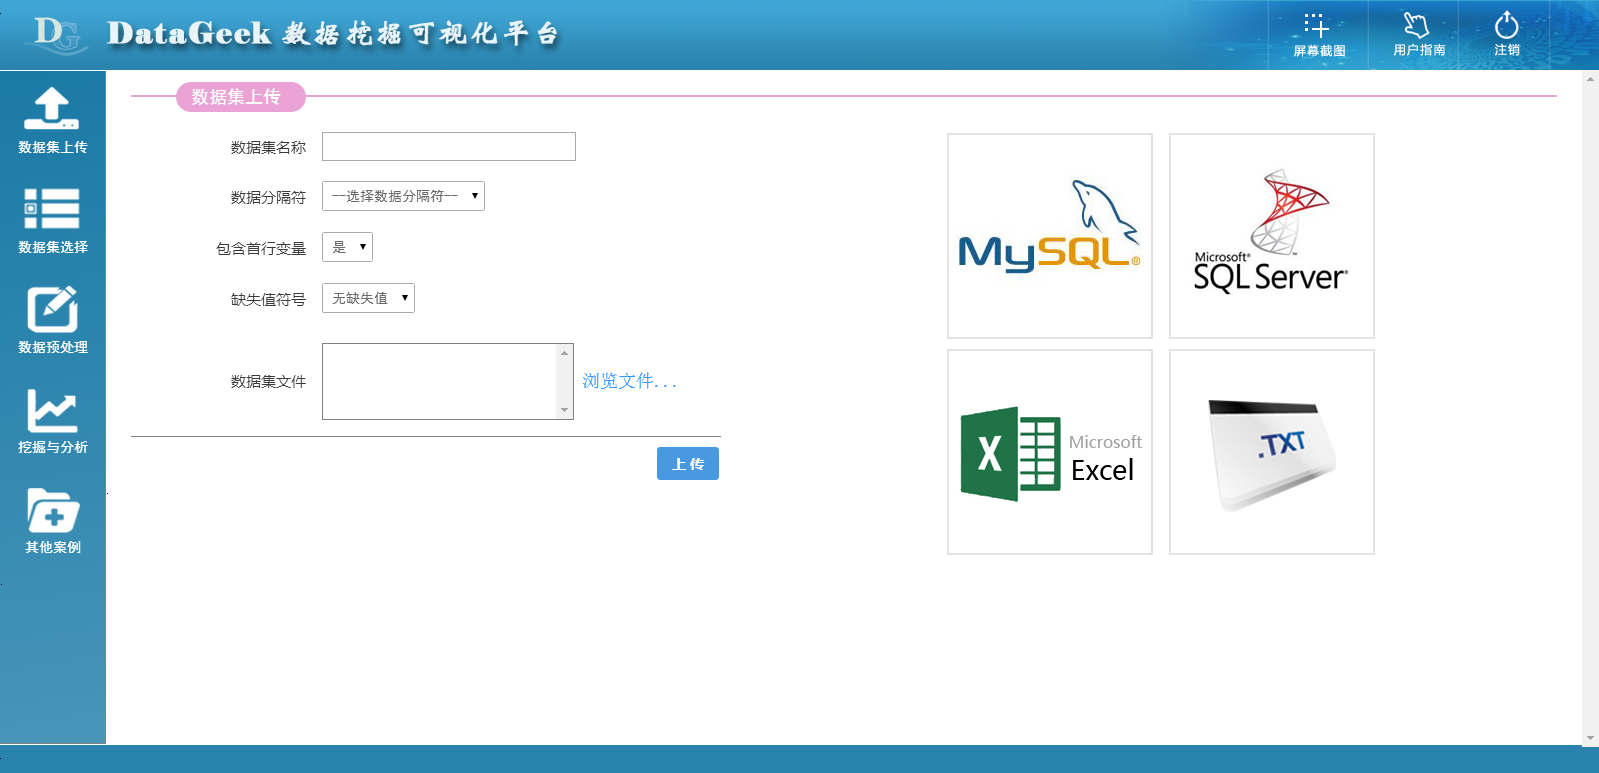 DG DataGeek 数据挖掘可视化平台
屏幕截图
用户指南
注销
数据集上传
数据集选择
数据预处理
挖掘与分析
其他案例
数据集上传
数据集名称
数据分隔符 --选择数据分隔符--
包含首行变量 是
缺失值符号 无缺失值
数据集文件 浏览文件...
上传
MySQL®
Microsoft®
SQL Server®
X Microsoft
Excel
.TXT